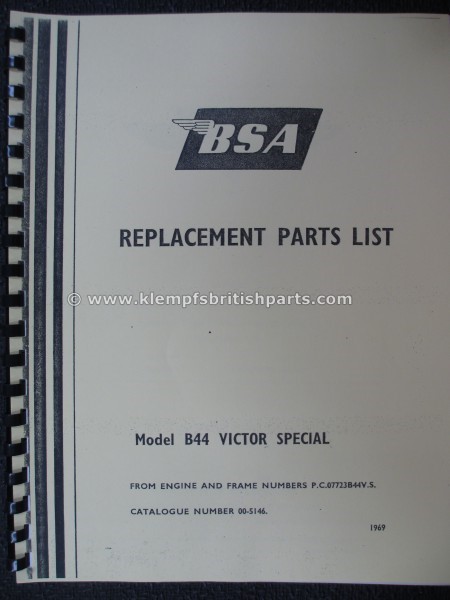 BSA
REPLACEMENT PARTS LIST
© www.klempfsbritishparts.com
Model B44 VICTOR SPECIAL
FROM ENGINE AND FRAME NUMBERS P.C.07723B44V.S.
CATALOGUE NUMBER 00-5146.
1969